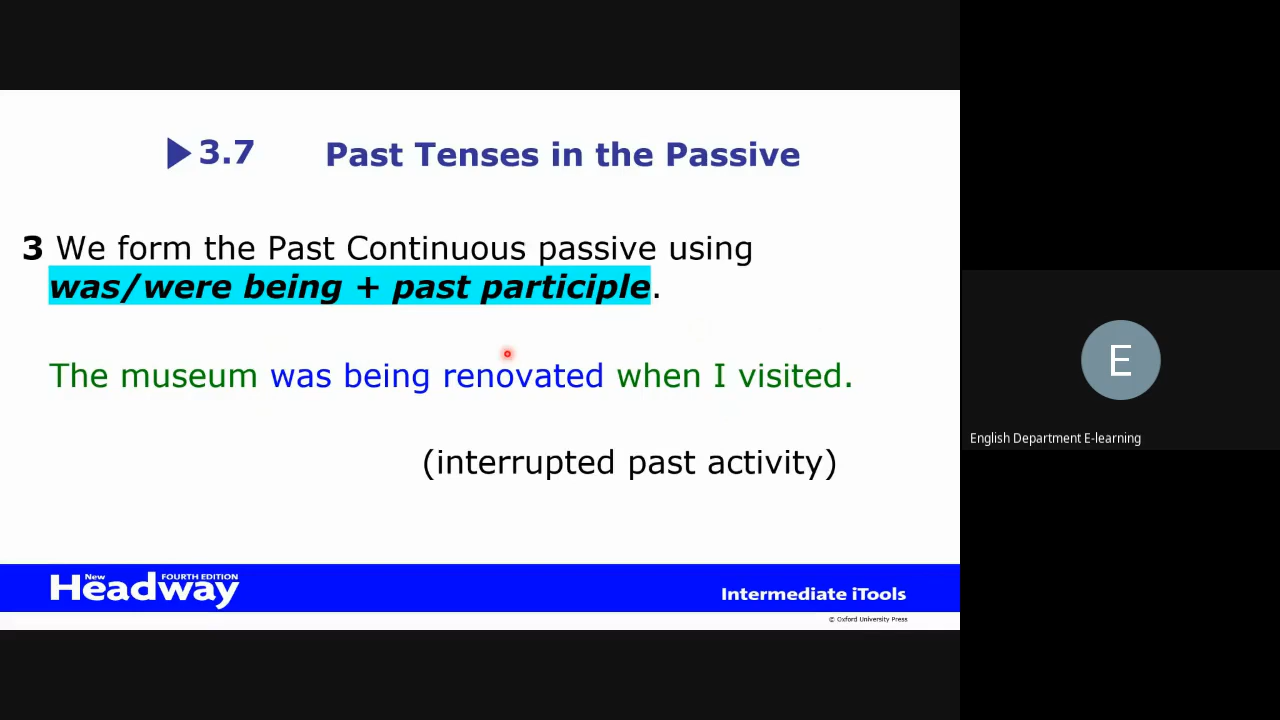 3.7 Past Tenses in the Passive
3 We form the Past Continuous passive using
was/were being + past participle.
The museum was being renovated when I visited.
(interrupted past activity)
E
English Department E-learning
New Headway FOURTH EDITION
Intermediate iTools
© Oxford University Press